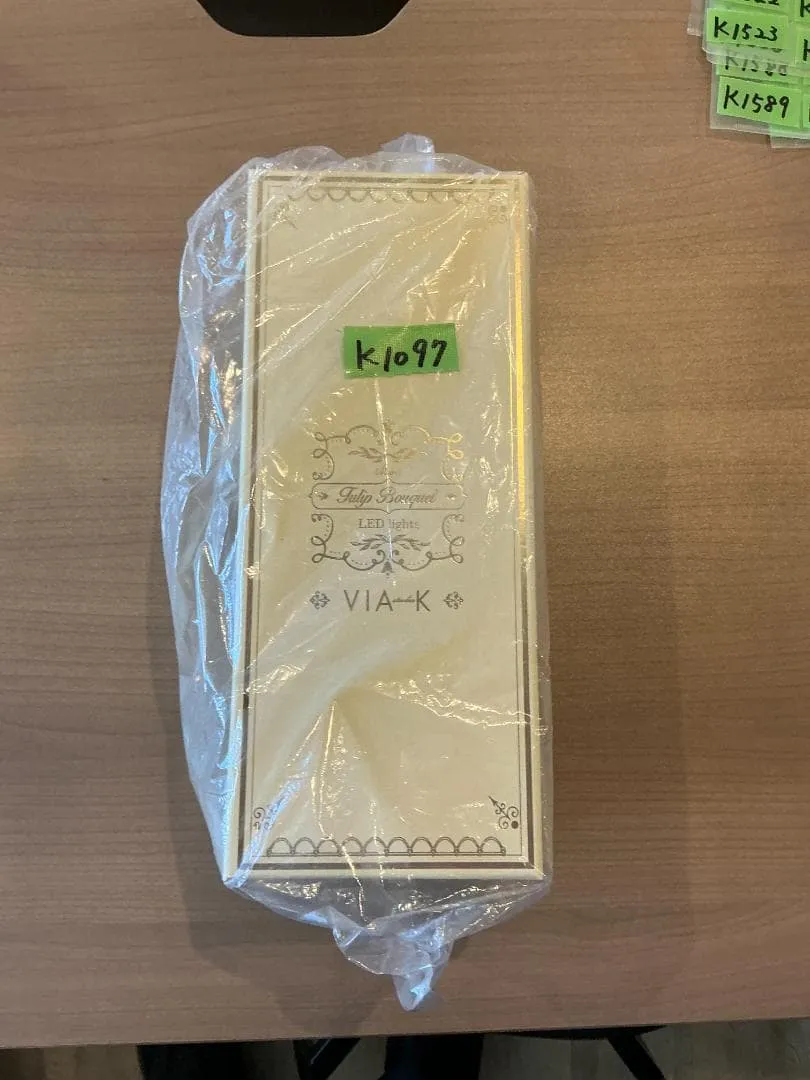 K1523
K1589
K1097
Tulip Bouquet
LED lights
VIA K